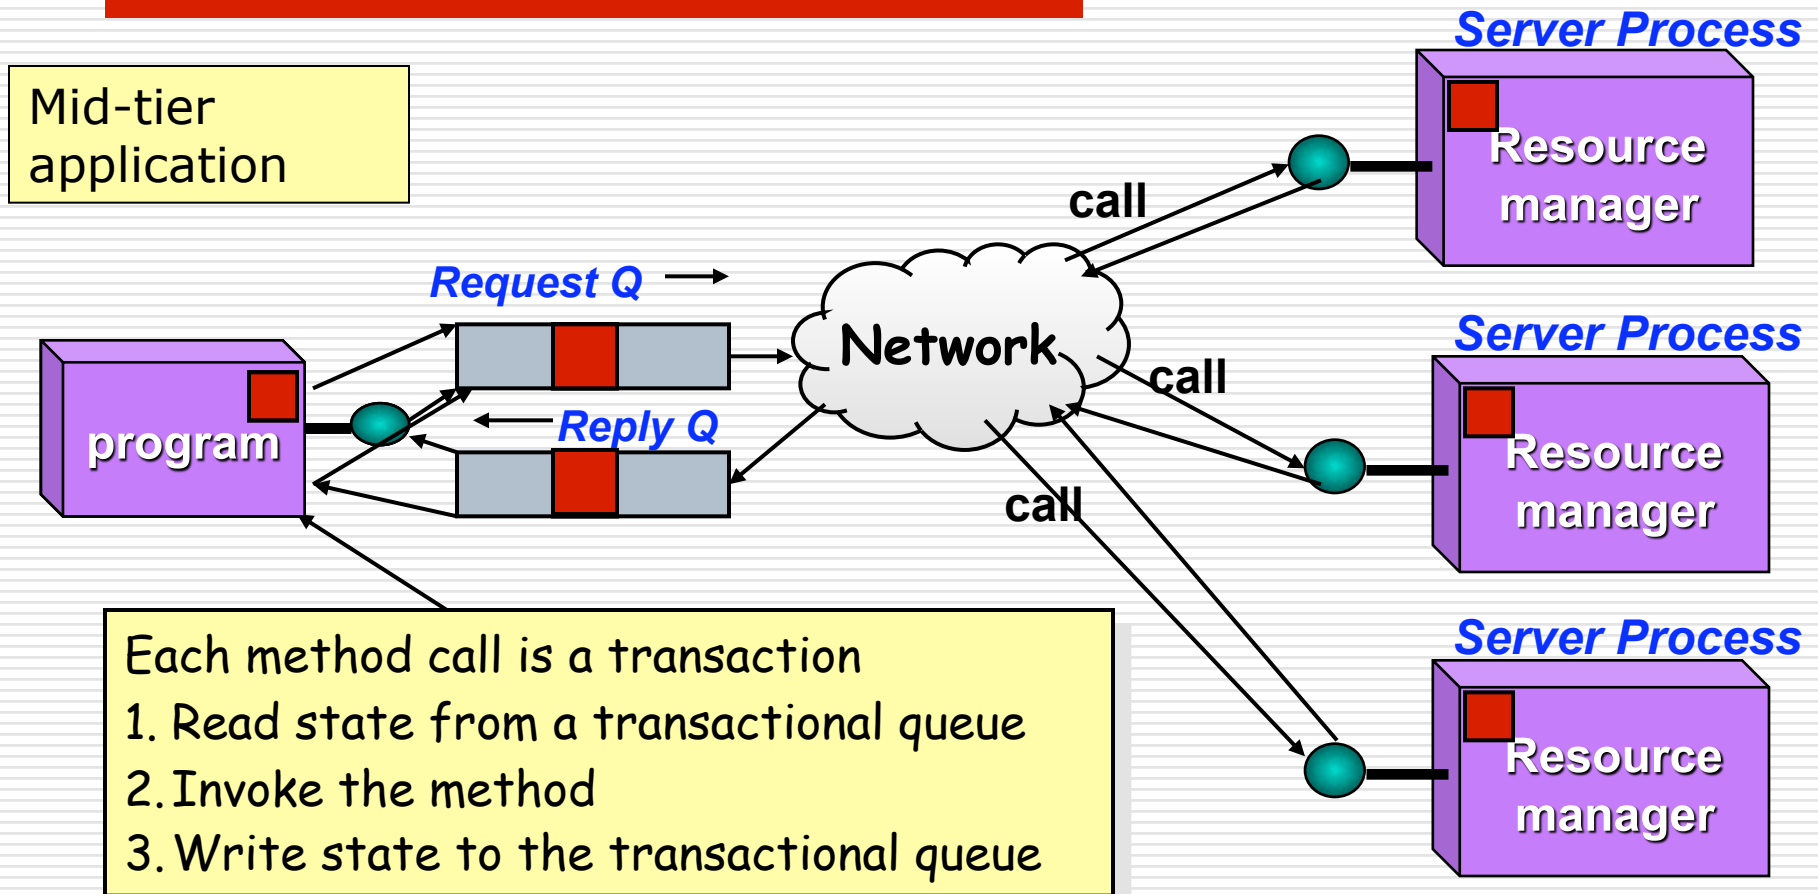 Server Process
Mid-tier
application
Resource
manager
call
Request Q
Network
Server Process
call
program
Reply Q
Resource
manager
call
Each method call is a transaction
1. Read state from a transactional queue
2. Invoke the method
3. Write state to the transactional queue
Server Process
Resource
manager